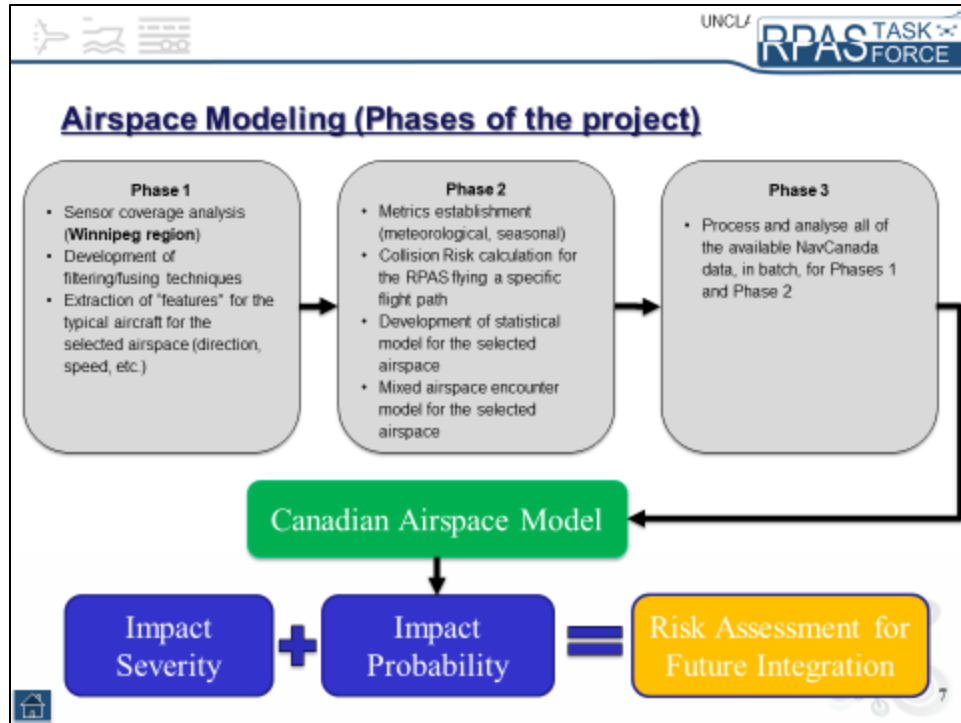 UNCLA
RPAS TASK
FORCE
Airspace Modeling (Phases of the project)
Phase 1
• Sensor coverage analysis
(Winnipeg region)
• Development of
filtering/fusing techniques
• Extraction of "features" for the
typical aircraft for the
selected airspace (direction,
speed, etc.)
Phase 2
• Metrics establishment
(meteorological, seasonal)
• Collision Risk calculation for
the RPAS flying a specific
flight path
• Development of statistical
model for the selected
airspace
• Mixed airspace encounter
model for the selected
airspace
Phase 3
• Process and analyse all of
the available NavCanada
data, in batch, for Phases 1
and Phase 2
Canadian Airspace Model
Impact
Severity
+
Impact
Probability
=
Risk Assessment for
Future Integration
7